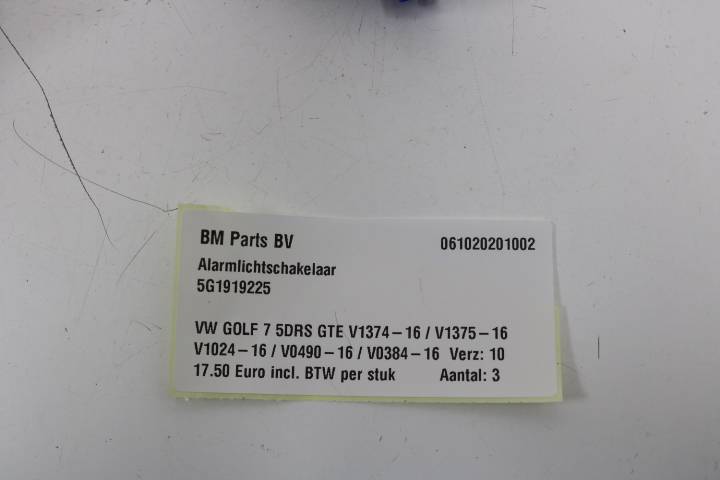 BM Parts BV 061020201002
Alarmlichtschakelaar
5G1919225
VW GOLF 7 5DRS GTE V1374-16 / V1375-16
V1024-16 / V0490-16 / V0384-16 Verz: 10
17.50 Euro incl. BTW per stuk Aantal: 3